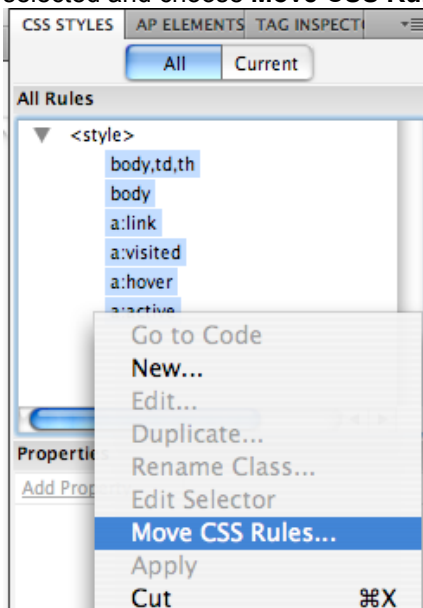 selected and choose Move CSS Ru
CSS STYLES AP ELEMENTS TAG INSPECT
All Current
All Rules
<style>
body,td,th
body
a:link
a:visited
a:hover
a:active
Go to Code
New...
Edit...
Duplicate...
Properties
Rename Class...
Add Prop
Edit Selector
Move CSS Rules...
Apply
Cut ⌘X